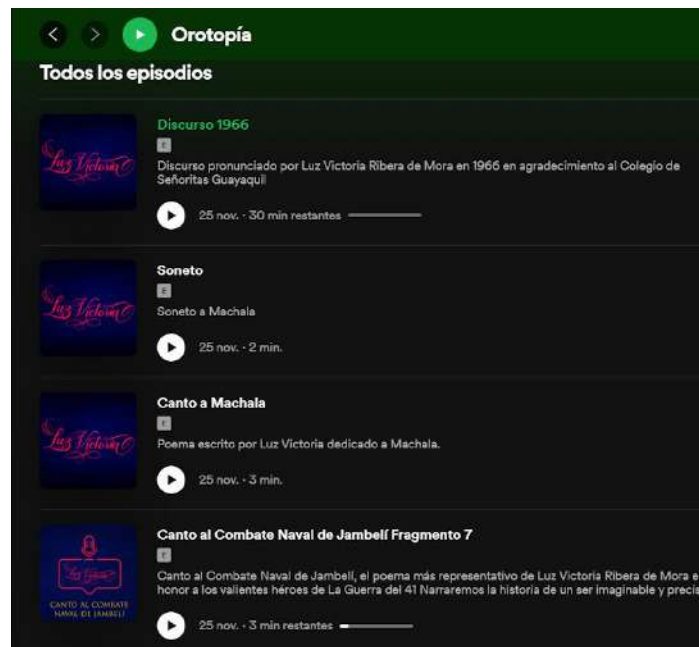 Orotopía
Todos los episodios
Luz Victoria
Discurso 1966
E
Discurso pronunciado por Luz Victoria Ribera de Mora en 1966 en agradecimiento al Colegio de
Señoritas Guayaquil
25 nov. · 30 min restantes
Luz Victoria
Soneto
E
Soneto a Machala
25 nov. · 2 min.
Luz Victoria
Canto a Machala
E
Poema escrito por Luz Victoria dedicado a Machala.
25 nov. · 3 min.
Luz Victoria
CANTO AL COMBATE
NAVAL DE JAMBELÍ
Canto al Combate Naval de Jambelí Fragmento 7
E
Canto al Combate Naval de Jambelí, el poema más representativo de Luz Victoria Ribera de Mora e
honor a los valientes héroes de La Guerra del 41 Narraremos la historia de un ser imaginable y precis
25 nov. · 3 min restantes